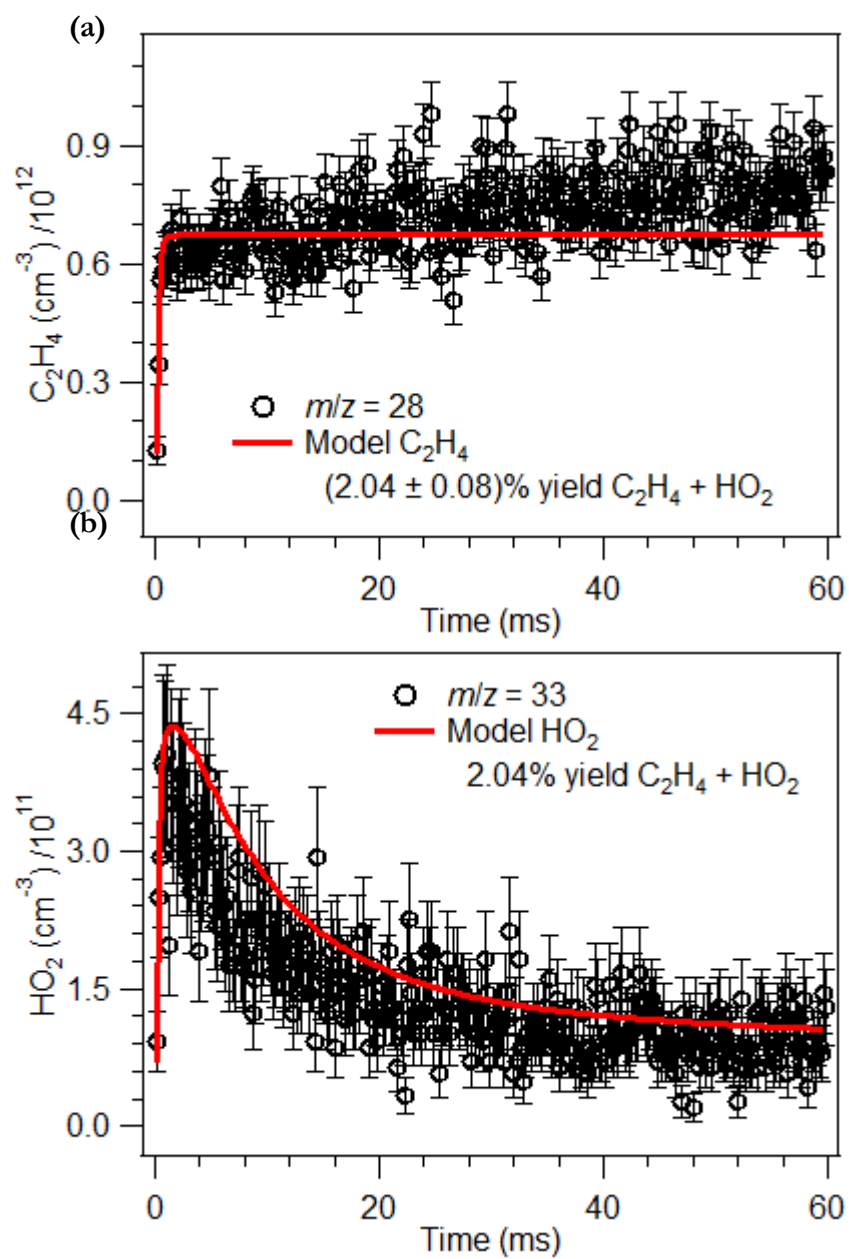 (a)
C₂H₄ (cm⁻³) /10¹²
0.9
0.6
0.3
0.0
m/z = 28
Model C₂H₄
(2.04 ± 0.08)% yield C₂H₄ + HO₂
0 20 40 60
Time (ms)
(b)
HO₂ (cm⁻³) /10¹¹
4.5
3.0
1.5
0.0
m/z = 33
Model HO₂
2.04% yield C₂H₄ + HO₂
0 20 40 60
Time (ms)